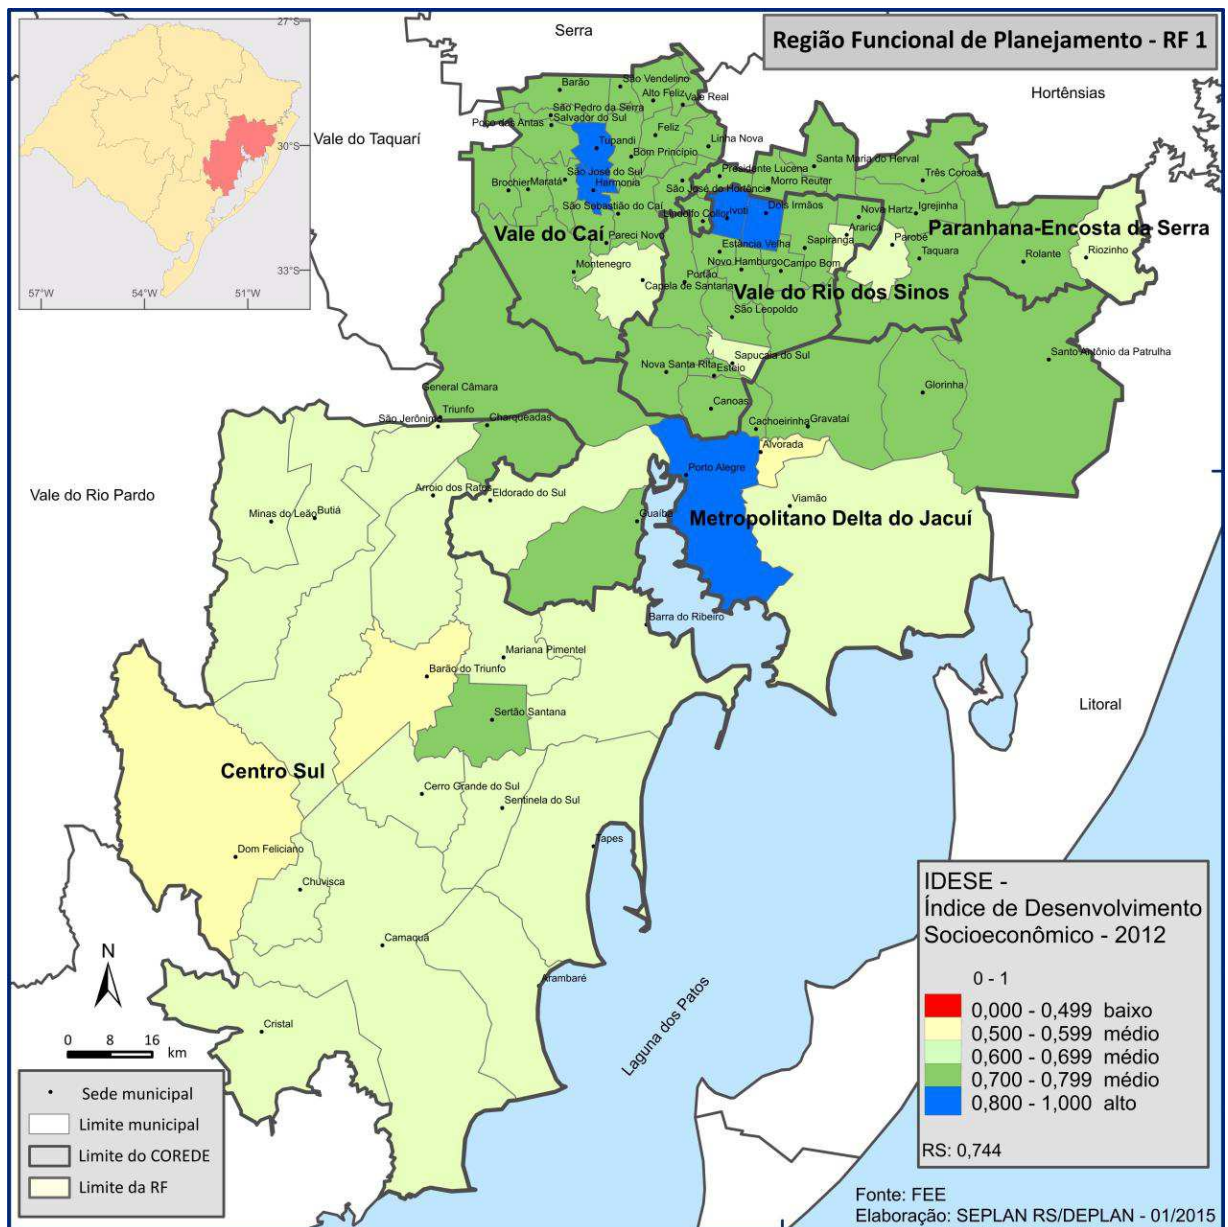 Região Funcional de Planejamento - RF 1
27°S
30°S
33°S
57°W
54°W
51°W
Serra
Hortênsias
Vale do Taquarí
Vale do Rio Pardo
Litoral
Barão
São Vendelino
Alto Feliz
Vale Real
São Pedro da Serra
Salvador do Sul
Poço das Antas
Feliz
Linha Nova
Tupandi
Bom Princípio
Santa Maria do Herval
Presidente Lucena
Três Coroas
São José do Sul
Morro Reuter
Brochier
Maratá
Harmonia
São José do Hortêncio
São Sebastião do Caí
Lindolfo Collor
Ivoti
Dois Irmãos
Nova Hartz
Igrejinha
Vale do Caí
Pareci Novo
Araricá
Paranhana-Encosta da Serra
Estância Velha
Sapiranga
Parobé
Taquara
Riozinho
Rolante
Montenegro
Novo Hamburgo
Campo Bom
Capela de Santana
Portão
Vale do Rio dos Sinos
São Leopoldo
Sapucaia do Sul
Santo Antônio da Patrulha
Nova Santa Rita
Esteio
General Câmara
Glorinha
Canoas
Triunfo
São Jerônimo
Charqueadas
Cachoeirinha
Gravataí
Alvorada
Porto Alegre
Arroio dos Ratos
Eldorado do Sul
Viamão
Minas do Leão
Butiá
Guaíba
Metropolitano Delta do Jacuí
Barra do Ribeiro
Mariana Pimentel
Barão do Triunfo
Sertão Santana
Centro Sul
Cerro Grande do Sul
Sentinela do Sul
Tapes
Dom Feliciano
Chuvisca
Camaquã
Arambaré
Cristal
Laguna dos Patos
N
0 8 16
km
Sede municipal
Limite municipal
Limite do COREDE
Limite da RF
IDESE -
Índice de Desenvolvimento
Socioeconômico - 2012
0 - 1
0,000 - 0,499 baixo
0,500 - 0,599 médio
0,600 - 0,699 médio
0,700 - 0,799 médio
0,800 - 1,000 alto
RS: 0,744
Fonte: FEE
Elaboração: SEPLAN RS/DEPLAN - 01/2015